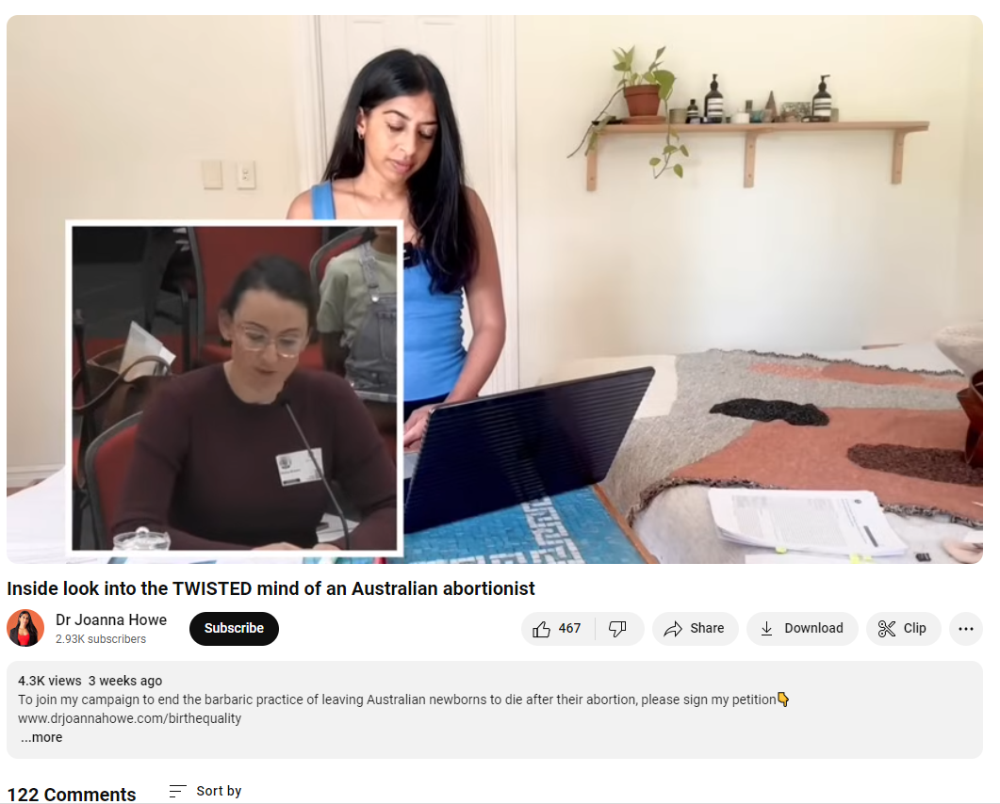 Inside look into the TWISTED mind of an Australian abortionist
Dr Joanna Howe
2.93K subscribers
Subscribe
467
Share
Download
Clip
4.3K views 3 weeks ago
To join my campaign to end the barbaric practice of leaving Australian newborns to die after their abortion, please sign my petition👇
www.drjoannahowe.com/birthequality
...more
122 Comments
Sort by